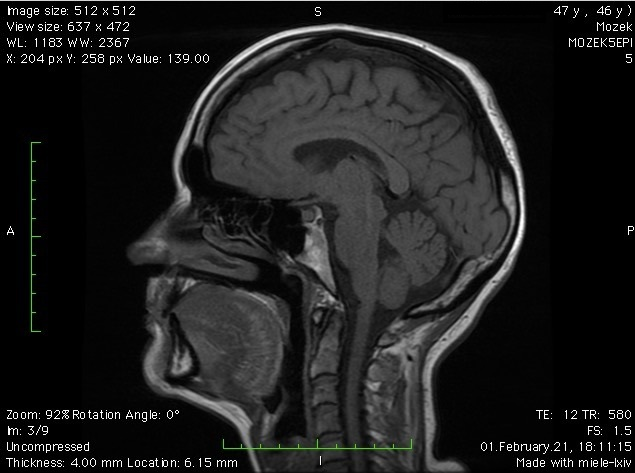 Image size: 512 x 512
View size: 637 x 472
WL: 1183 WW: 2367
X: 204 px Y: 258 px Value: 139.00
S
47 y , 46 y )
Mozek
MOZEK5EPI
5
A
P
Zoom: 92% Rotation Angle: 0°
Im: 3/9
Uncompressed
Thickness: 4.00 mm Location: 6.15 mm
I
TE: 12 TR: 580
FS: 1.5
01.February.21, 18:11:15
Made with miele-lxiv